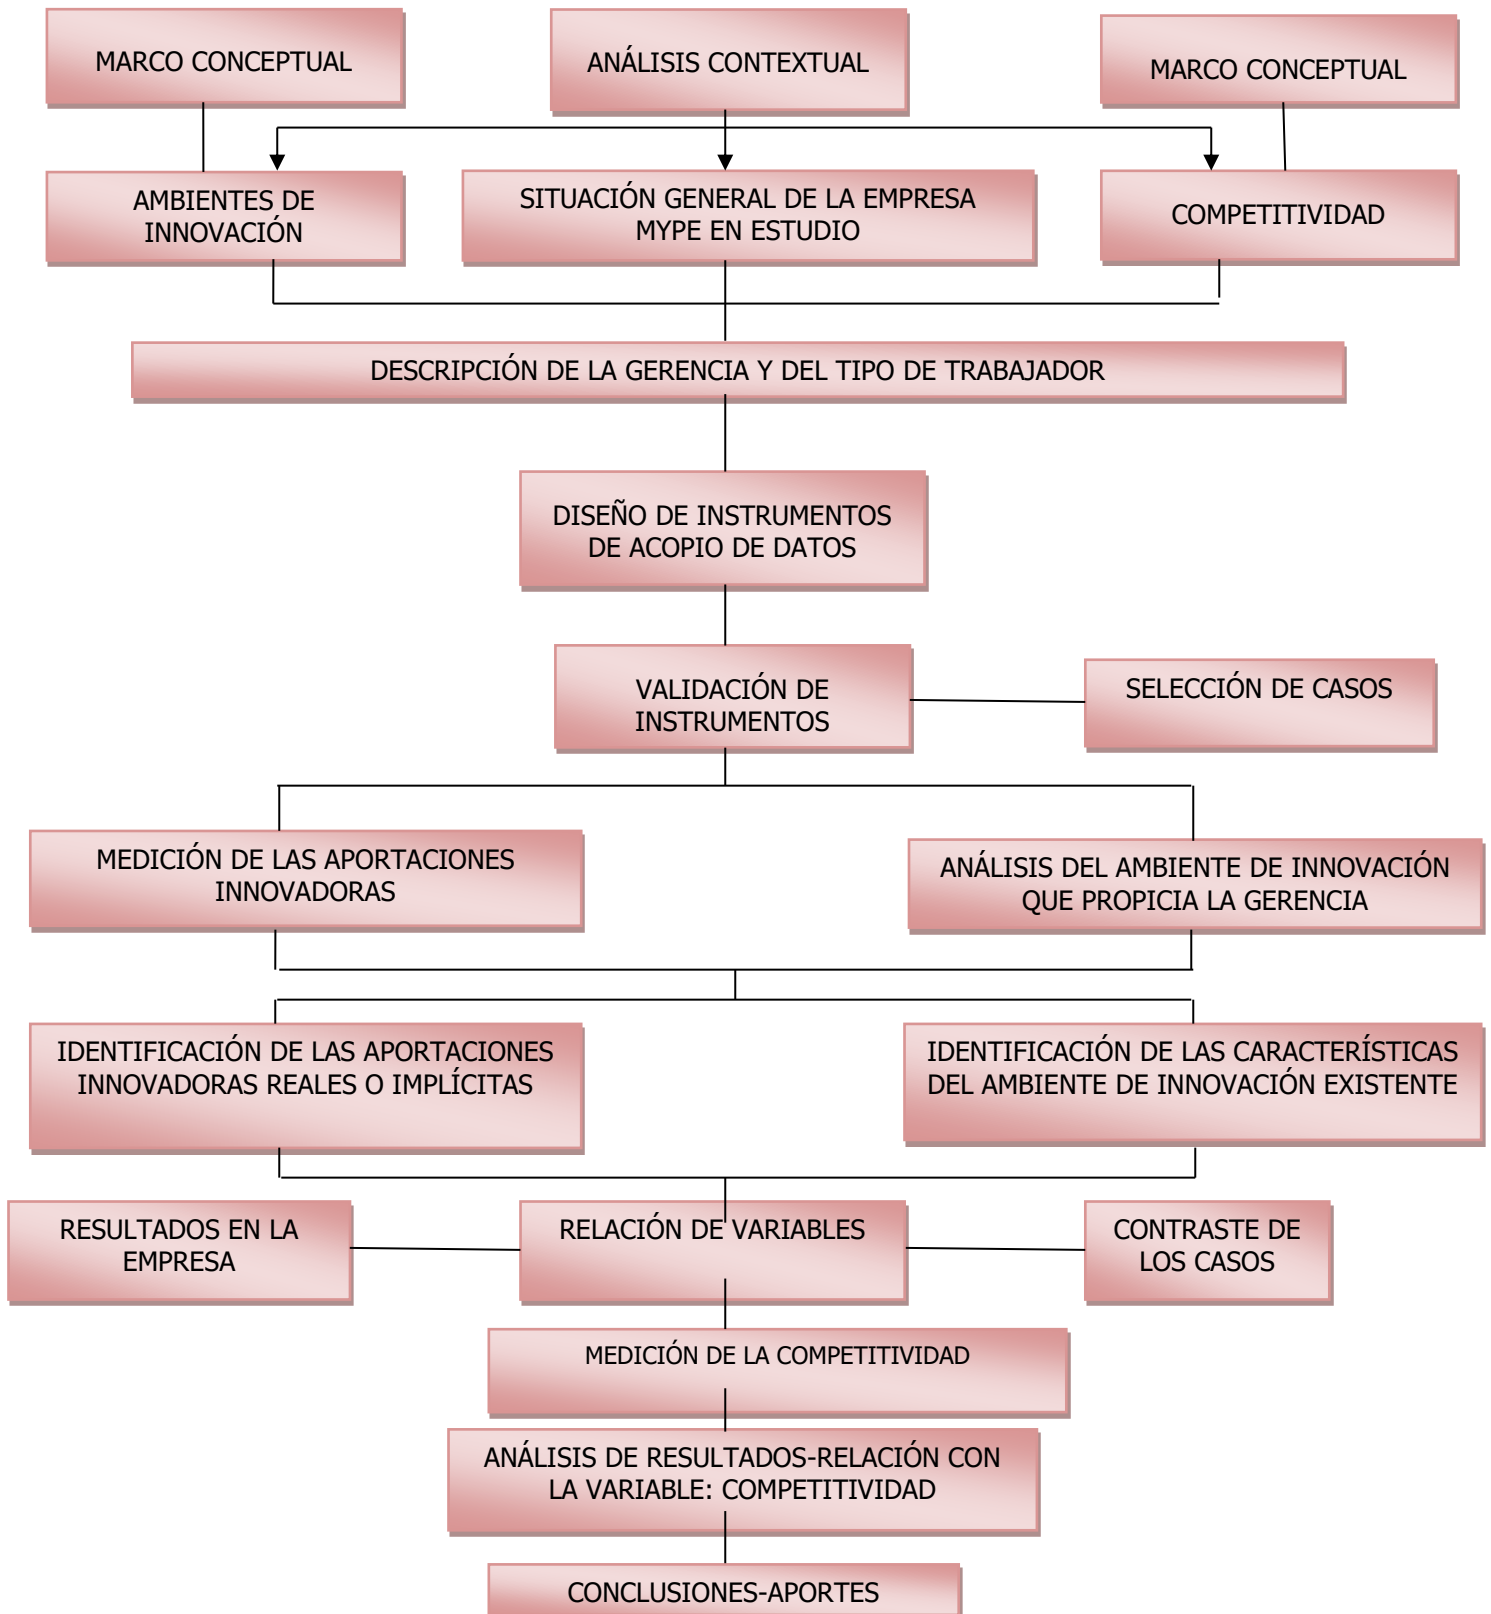 MARCO CONCEPTUAL
ANÁLISIS CONTEXTUAL
MARCO CONCEPTUAL
AMBIENTES DE
INNOVACIÓN
SITUACIÓN GENERAL DE LA EMPRESA
MYPE EN ESTUDIO
COMPETITIVIDAD
DESCRIPCIÓN DE LA GERENCIA Y DEL TIPO DE TRABAJADOR
DISEÑO DE INSTRUMENTOS
DE ACOPIO DE DATOS
VALIDACIÓN DE
INSTRUMENTOS
SELECCIÓN DE CASOS
MEDICIÓN DE LAS APORTACIONES
INNOVADORAS
ANÁLISIS DEL AMBIENTE DE INNOVACIÓN
QUE PROPICIA LA GERENCIA
IDENTIFICACIÓN DE LAS APORTACIONES
INNOVADORAS REALES O IMPLÍCITAS
IDENTIFICACIÓN DE LAS CARACTERÍSTICAS
DEL AMBIENTE DE INNOVACIÓN EXISTENTE
RESULTADOS EN LA
EMPRESA
RELACIÓN DE VARIABLES
CONTRASTE DE
LOS CASOS
MEDICIÓN DE LA COMPETITIVIDAD
ANÁLISIS DE RESULTADOS-RELACIÓN CON
LA VARIABLE: COMPETITIVIDAD
CONCLUSIONES-APORTES